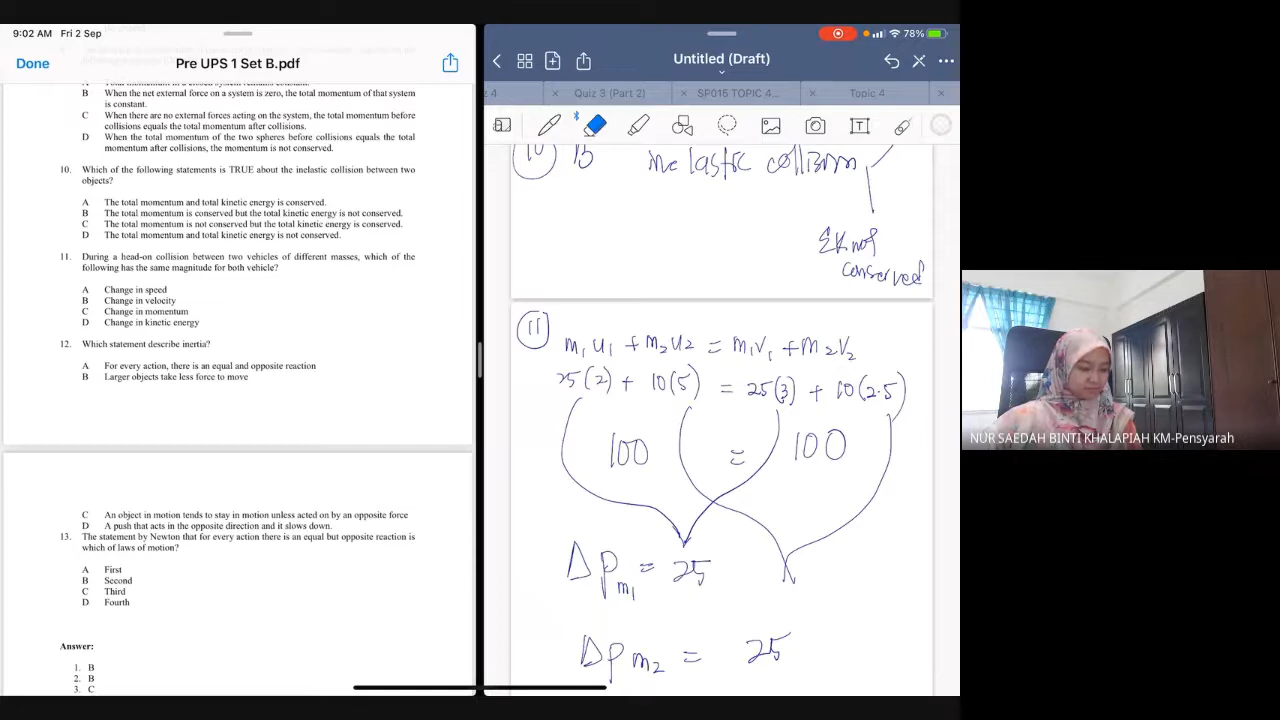 9:02 AM Fri 2 Sep
Done
Pre UPS 1 Set B.pdf
B When the net external force on a system is zero, the total momentum of that system
is constant.
C When there are no external forces acting on the system, the total momentum before
collisions equals the total momentum after collisions.
D When the total momentum of the two spheres before collisions equals the total
momentum after collisions, the momentum is not conserved.
10. Which of the following statements is TRUE about the inelastic collision between two
objects?
A The total momentum and total kinetic energy is conserved.
B The total momentum is conserved but the total kinetic energy is not conserved.
C The total momentum is not conserved but the total kinetic energy is conserved.
D The total momentum and total kinetic energy is not conserved.
11. During a head-on collision between two vehicles of different masses, which of the
following has the same magnitude for both vehicle?
A Change in speed
B Change in velocity
C Change in momentum
D Change in kinetic energy
12. Which statement describe inertia?
A For every action, there is an equal and opposite reaction
B Larger objects take less force to move
C An object in motion tends to stay in motion unless acted on by an opposite force
D A push that acts in the opposite direction and it slows down.
13. The statement by Newton that for every action there is an equal but opposite reaction is
which of laws of motion?
A First
B Second
C Third
D Fourth
Answer:
1. B
2. B
3. C
78%
Untitled (Draft)
z 4
Quiz 3 (Part 2)
SP015 TOPIC 4...
Topic 4
10 B inelastic collision
ΣK not
conserved
11
m₁u₁ + m₂u₂ = m₁v₁ + m₂v₂
25(2) + 10(5) = 25(3) + 10(2.5)
100 = 100
Δp m₁ = 25
Δp m₂ = 25
NUR SAEDAH BINTI KHALAPIAH KM-Pensyarah